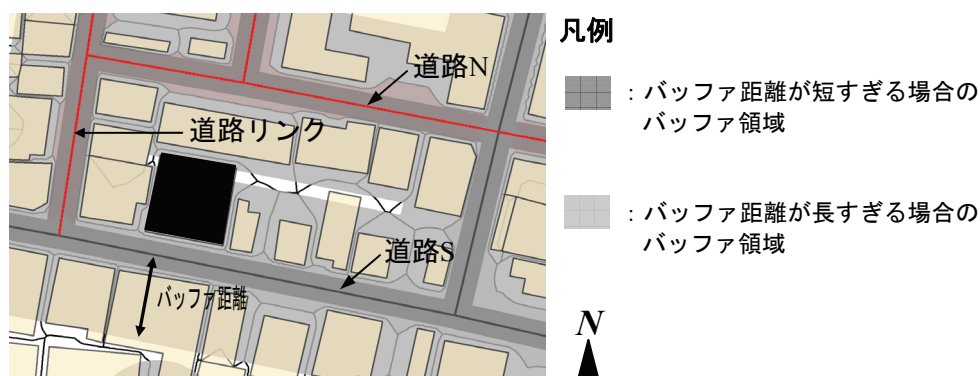 道路N
道路リンク
道路S
バッファ距離
凡例
：バッファ距離が短すぎる場合の
バッファ領域
：バッファ距離が長すぎる場合の
バッファ領域
N